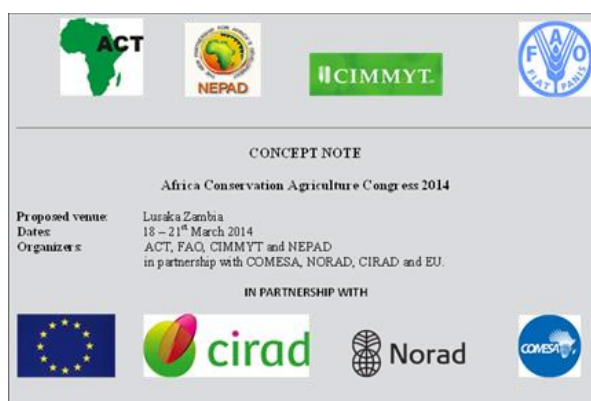 ACT
NEPAD
CIMMYT
FAO
FIAT PANIS
CONCEPT NOTE
Africa Conservation Agriculture Congress 2014
Proposed venue: Lusaka Zambia
Dates: 18 – 21st March 2014
Organizers: ACT, FAO, CIMMYT and NEPAD
in partnership with COMESA, NORAD, CIRAD and EU.
IN PARTNERSHIP WITH
cirad
Norad
COMESA